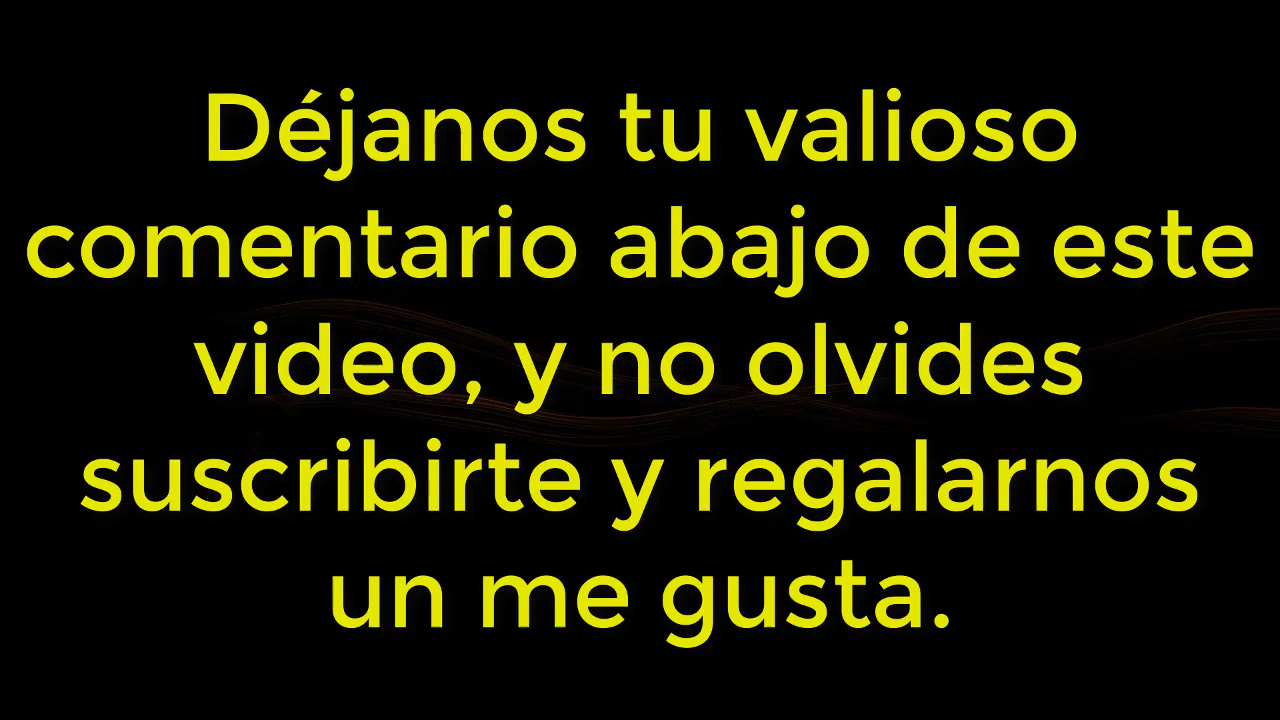 Déjanos tu valioso
comentario abajo de este
video, y no olvides
suscribirte y regalarnos
un me gusta.